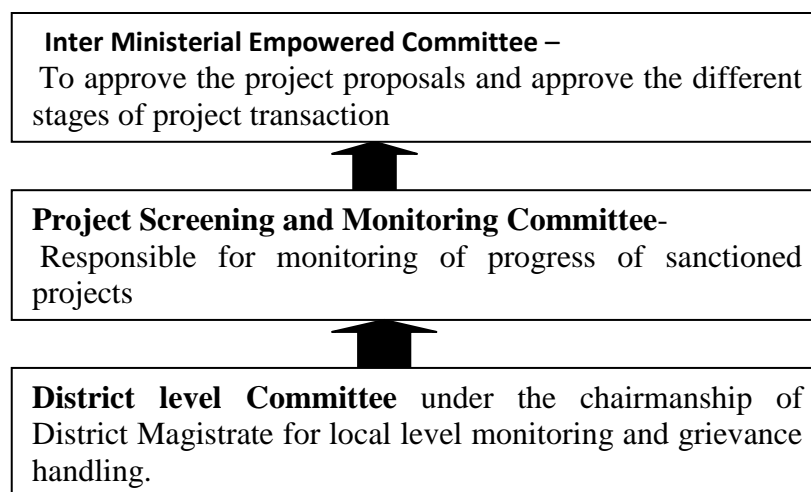 Inter Ministerial Empowered Committee –
To approve the project proposals and approve the different
stages of project transaction
Project Screening and Monitoring Committee-
Responsible for monitoring of progress of sanctioned
projects
District level Committee under the chairmanship of
District Magistrate for local level monitoring and grievance
handling.